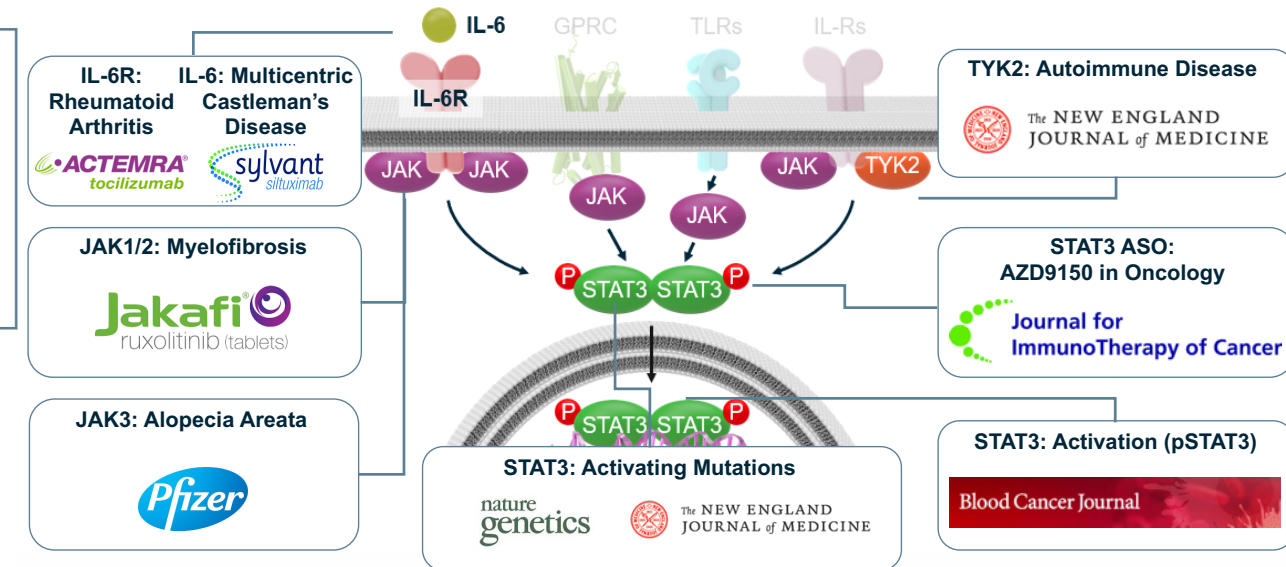 IL-6
GPRC
TLRs
IL-Rs
IL-6R
IL-6R:
Rheumatoid
Arthritis
ACTEMRA®
tocilizumab
IL-6: Multicentric
Castleman's
Disease
sylvant
siltuximab
JAK
JAK
JAK
JAK
JAK
TYK2
TYK2: Autoimmune Disease
The NEW ENGLAND
JOURNAL of MEDICINE
JAK1/2: Myelofibrosis
Jakafi®
ruxolitinib (tablets)
P
STAT3
STAT3
P
STAT3 ASO:
AZD9150 in Oncology
Journal for
ImmunoTherapy of Cancer
JAK3: Alopecia Areata
Pfizer
P
STAT3
STAT3
P
STAT3: Activating Mutations
nature
genetics
The NEW ENGLAND
JOURNAL of MEDICINE
STAT3: Activation (pSTAT3)
Blood Cancer Journal